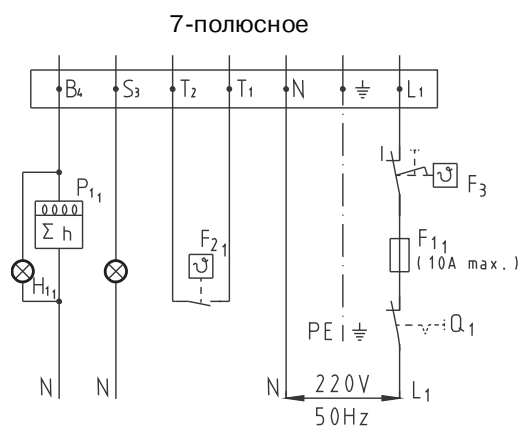 7-полюсное
B4 S3 T2 T1 N L1
P11
Σ h
H11
F21
ϑ
ϑ
F3
F11
(10A max.)
PE
Q1
N N N 220V L1
50Hz